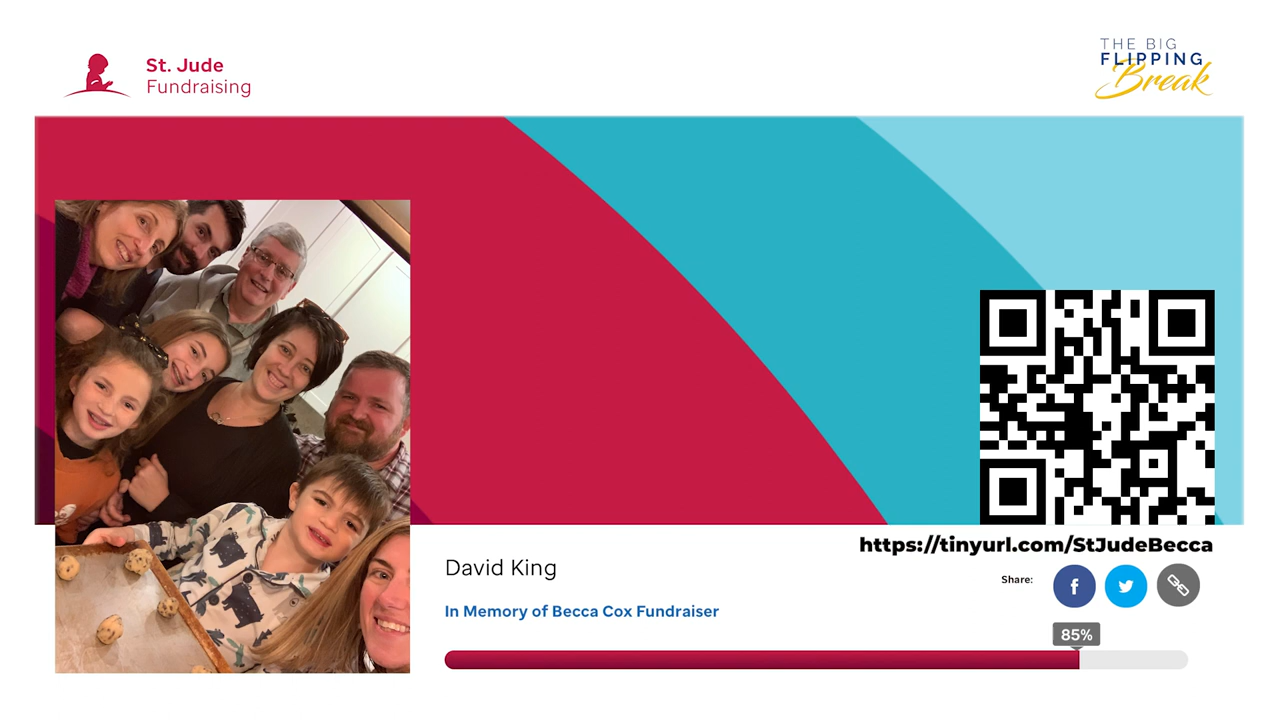 St. Jude
Fundraising
THE BIG
FLIPPING
Break
https://tinyurl.com/StJudeBecca
David King
Share:
In Memory of Becca Cox Fundraiser
85%